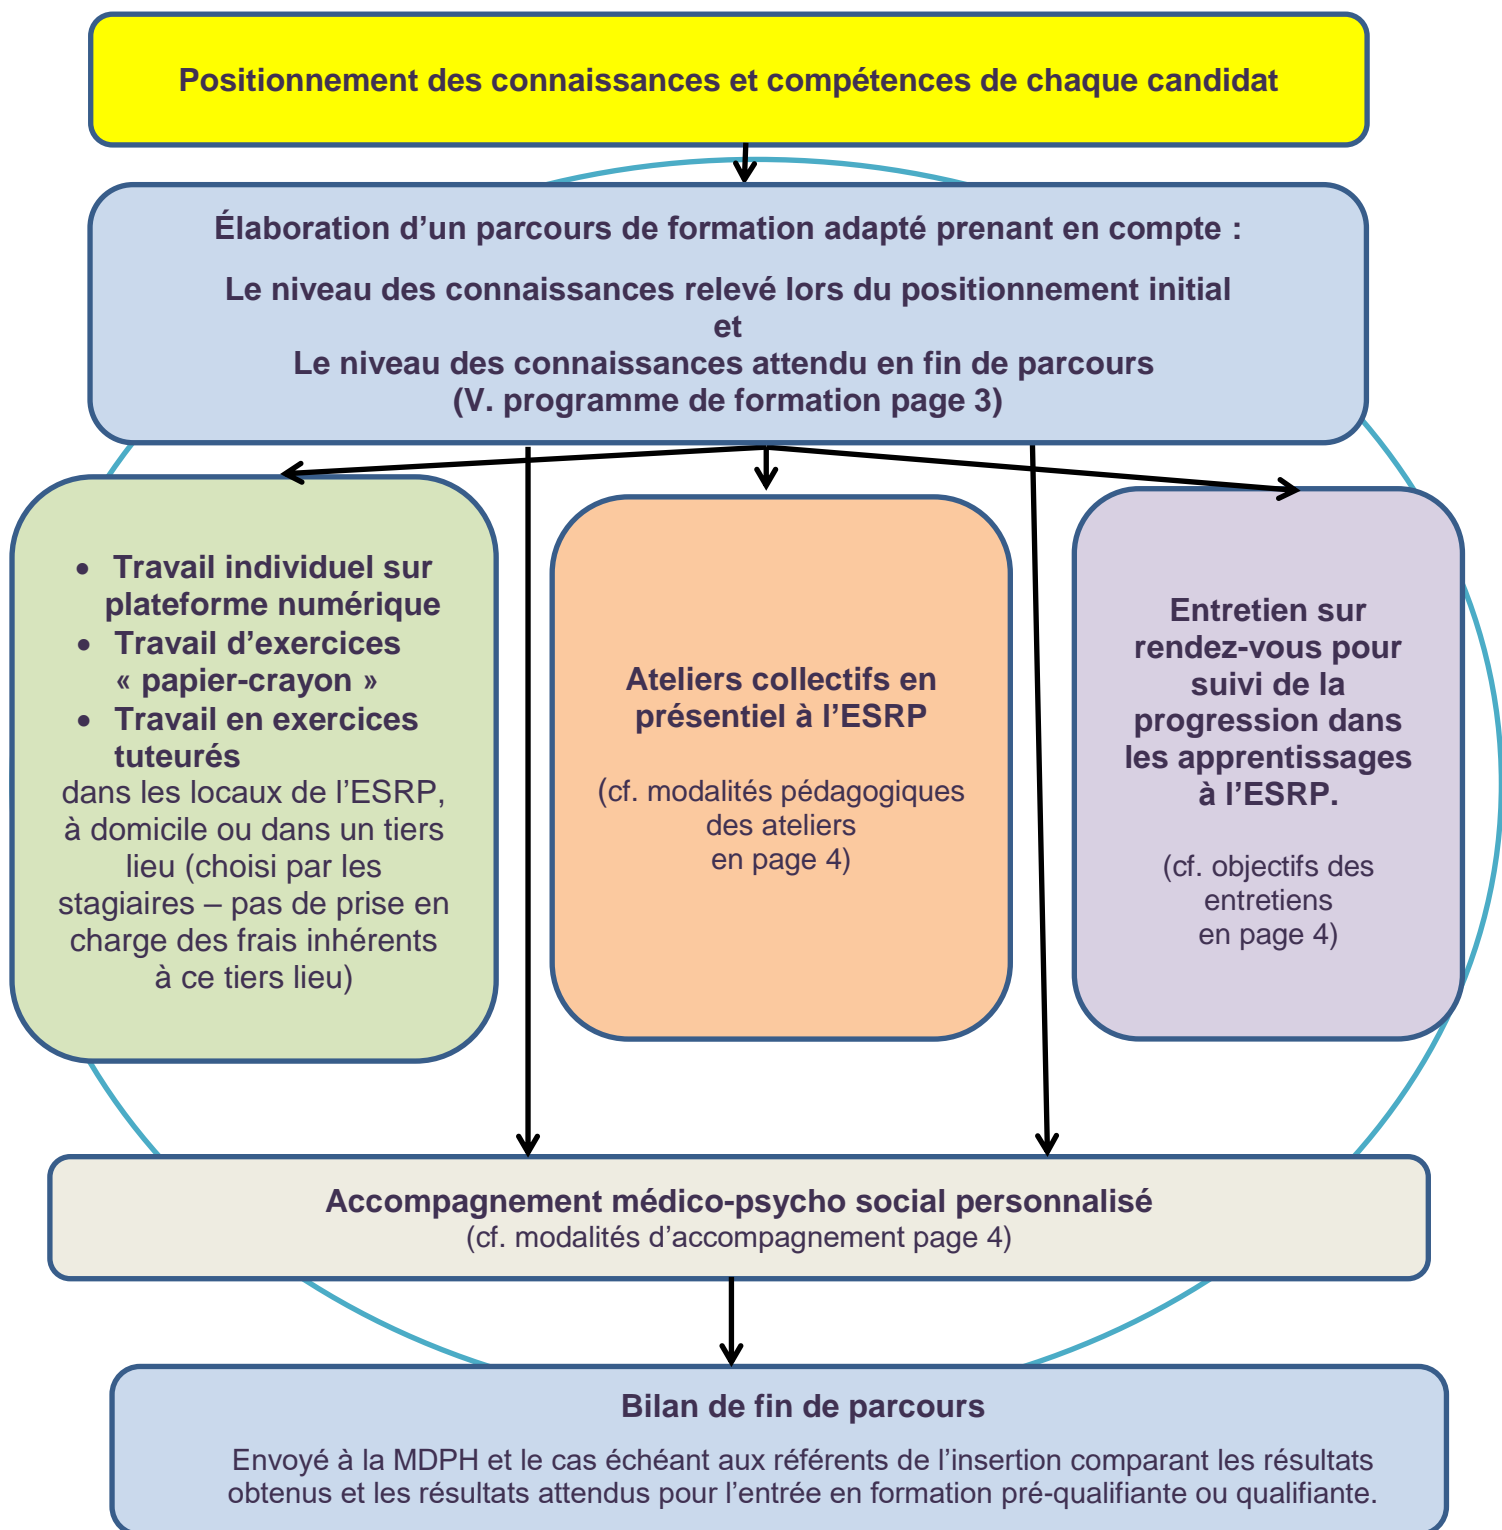 Positionnement des connaissances et compétences de chaque candidat
Élaboration d’un parcours de formation adapté prenant en compte :
Le niveau des connaissances relevé lors du positionnement initial
et
Le niveau des connaissances attendu en fin de parcours
(V. programme de formation page 3)
• Travail individuel sur
plateforme numérique
• Travail d’exercices
« papier-crayon »
• Travail en exercices
tuteurés
dans les locaux de l’ESRP,
à domicile ou dans un tiers
lieu (choisi par les
stagiaires – pas de prise en
charge des frais inhérents
à ce tiers lieu)
Ateliers collectifs en
présentiel à l’ESRP
(cf. modalités pédagogiques
des ateliers
en page 4)
Entretien sur
rendez-vous pour
suivi de la
progression dans
les apprentissages
à l’ESRP.
(cf. objectifs des
entretiens
en page 4)
Accompagnement médico-psycho social personnalisé
(cf. modalités d’accompagnement page 4)
Bilan de fin de parcours
Envoyé à la MDPH et le cas échéant aux référents de l’insertion comparant les résultats
obtenus et les résultats attendus pour l’entrée en formation pré-qualifiante ou qualifiante.